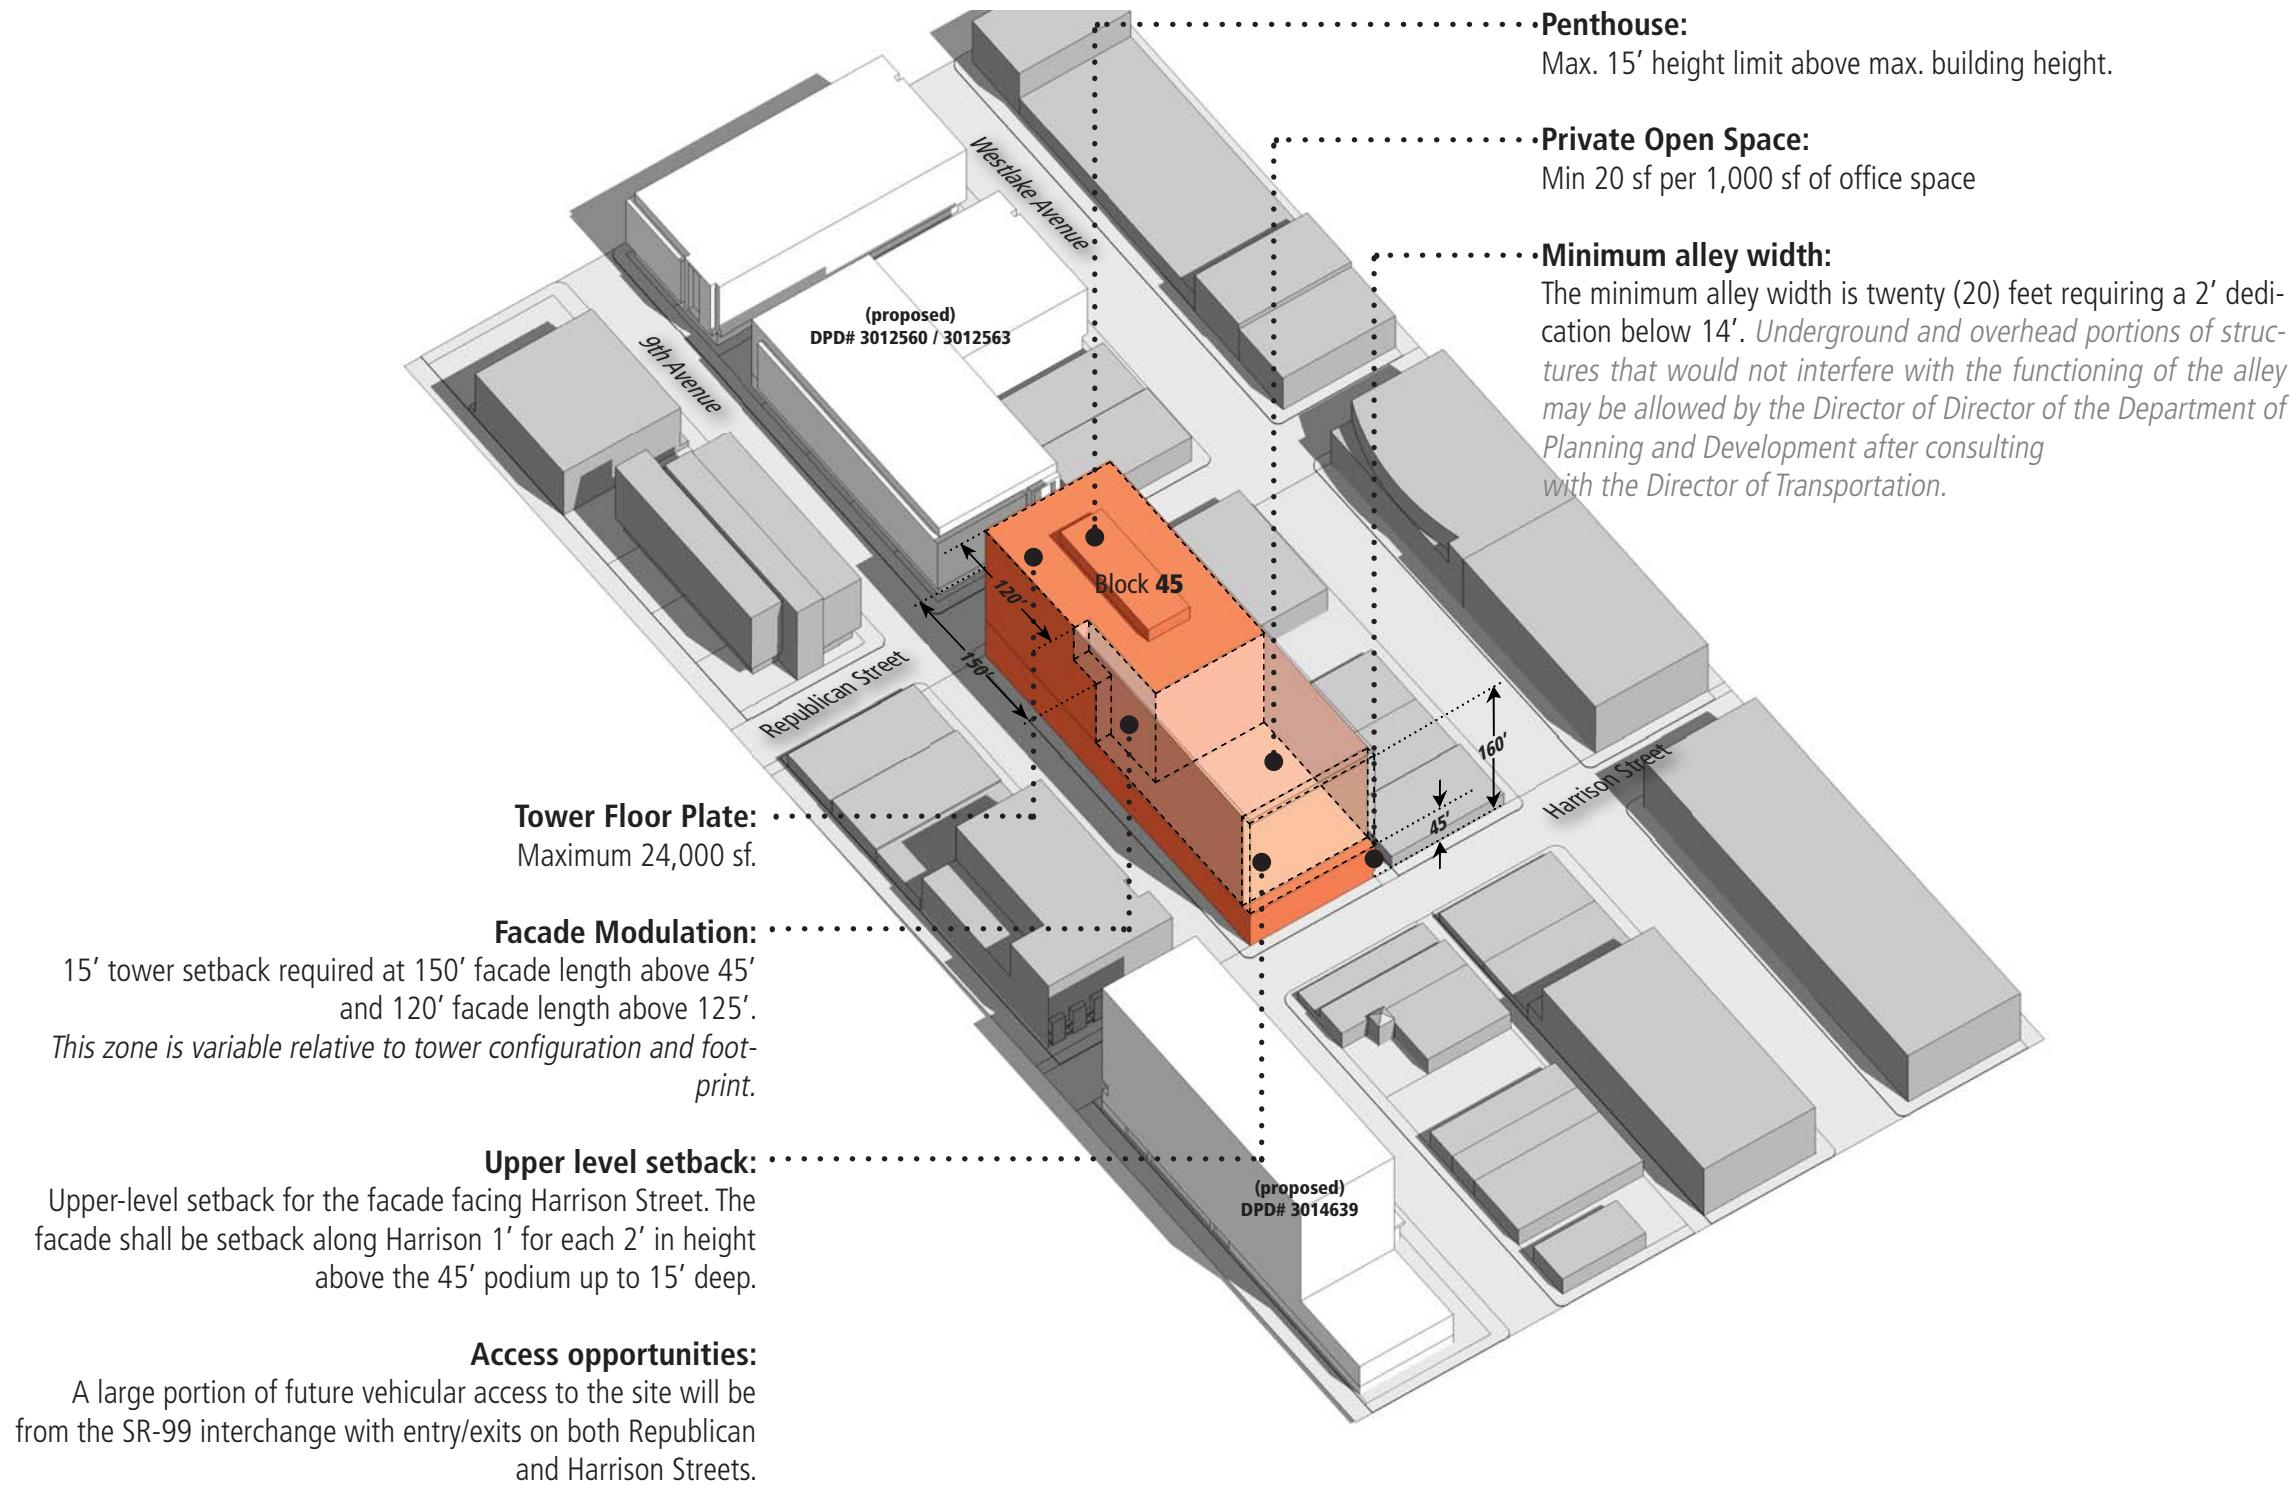 Penthouse:
Max. 15’ height limit above max. building height.
Private Open Space:
Min 20 sf per 1,000 sf of office space
Minimum alley width:
The minimum alley width is twenty (20) feet requiring a 2’ dedi-
cation below 14’. Underground and overhead portions of struc-
tures that would not interfere with the functioning of the alley
may be allowed by the Director of Director of the Department of
Planning and Development after consulting
with the Director of Transportation.
Westlake Avenue
(proposed)
DPD# 3012560 / 3012563
9th Avenue
Block 45
120’
150’
Republican Street
160’
45’
Harrison Street
Tower Floor Plate:
Maximum 24,000 sf.
Facade Modulation:
15’ tower setback required at 150’ facade length above 45’
and 120’ facade length above 125’.
This zone is variable relative to tower configuration and foot-
print.
Upper level setback:
Upper-level setback for the facade facing Harrison Street. The
facade shall be setback along Harrison 1’ for each 2’ in height
above the 45’ podium up to 15’ deep.
(proposed)
DPD# 3014639
Access opportunities:
A large portion of future vehicular access to the site will be
from the SR-99 interchange with entry/exits on both Republican
and Harrison Streets.